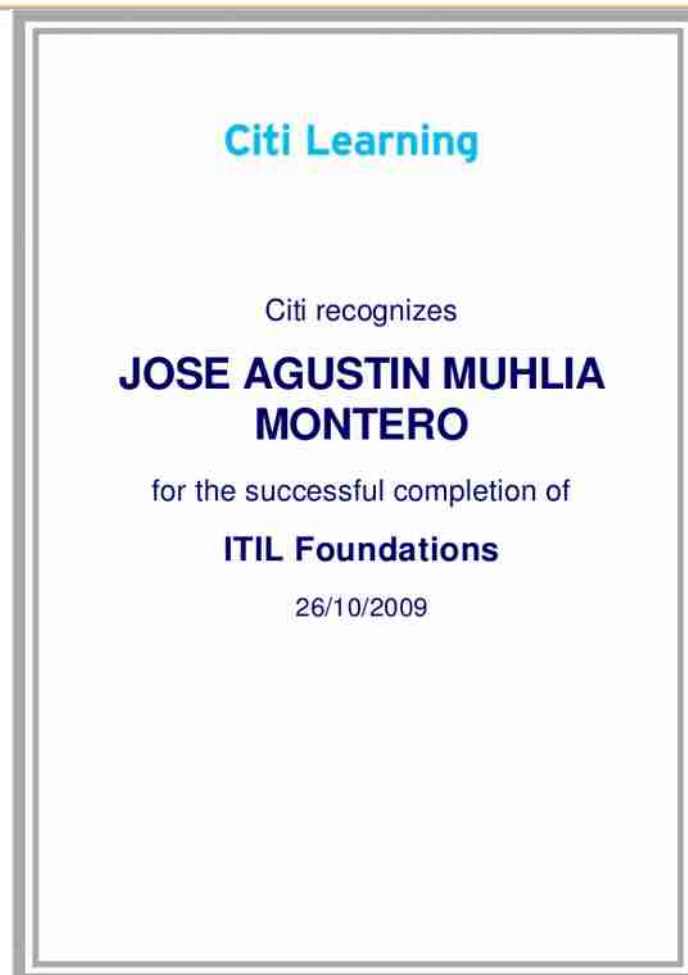 Citi Learning
Citi recognizes
JOSE AGUSTIN MUHLIA
MONTERO
for the successful completion of
ITIL Foundations
26/10/2009